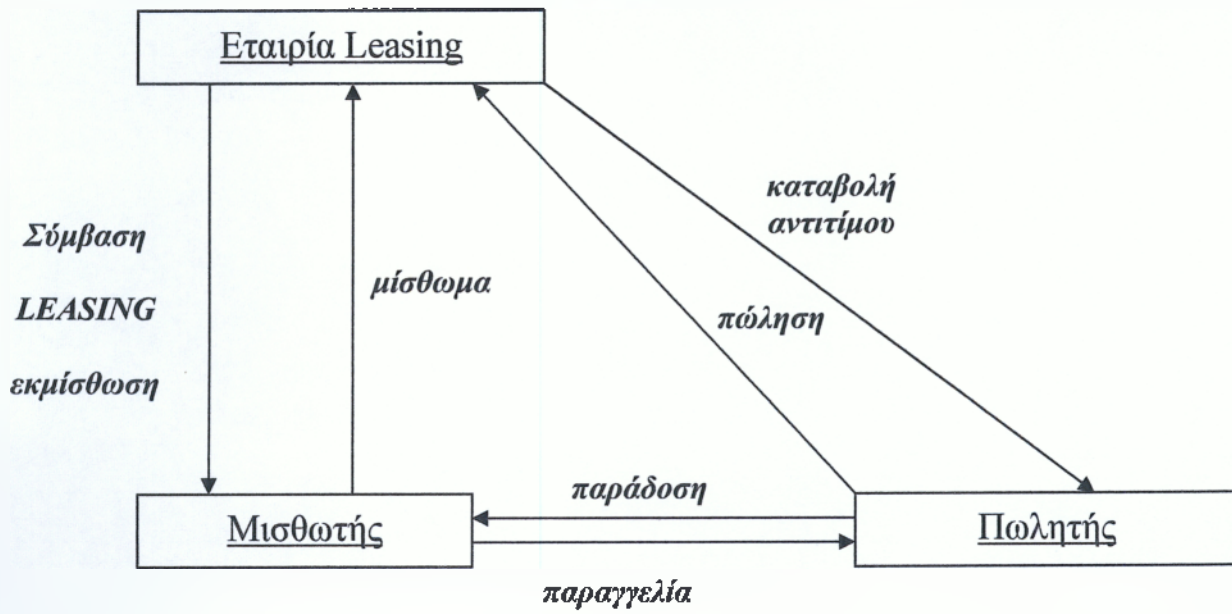 Εταιρία Leasing
καταβολή
αντιτίμου
Σύμβαση
LEASING
εκμίσθωση
μίσθωμα
πώληση
παράδοση
Μισθωτής
Πωλητής
παραγγελία